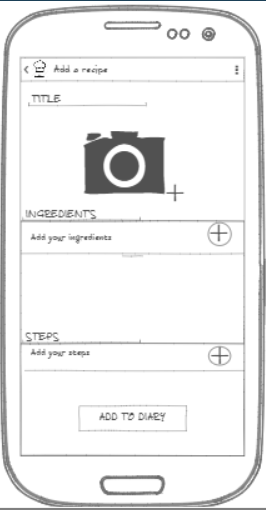 Add a recipe
TITLE
INGREDIENTS
Add your ingredients
STEPS
Add your steps
ADD TO DIARY